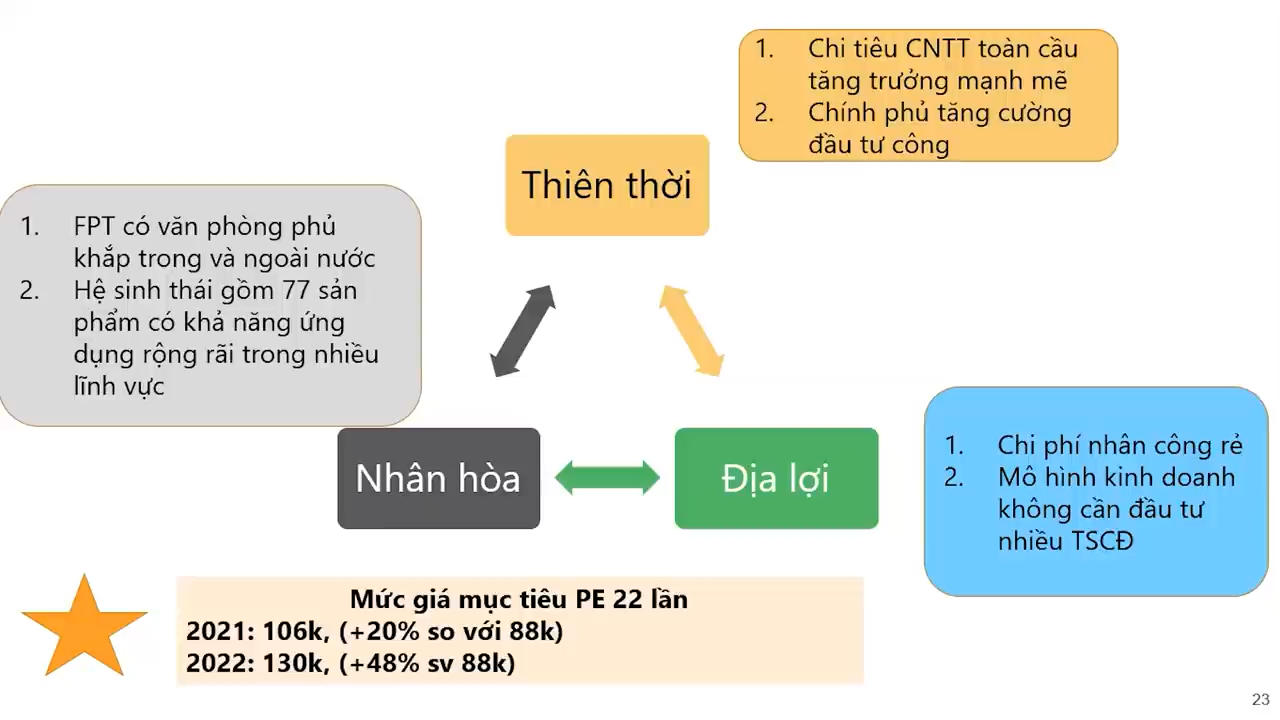 1. Chi tiêu CNTT toàn cầu
tăng trưởng mạnh mẽ
2. Chính phủ tăng cường
đầu tư công
Thiên thời
1. FPT có văn phòng phủ
khắp trong và ngoài nước
2. Hệ sinh thái gồm 77 sản
phẩm có khả năng ứng
dụng rộng rãi trong nhiều
lĩnh vực
Nhân hòa
Địa lợi
1. Chi phí nhân công rẻ
2. Mô hình kinh doanh
không cần đầu tư
nhiều TSCĐ
Mức giá mục tiêu PE 22 lần
2021: 106k, (+20% so với 88k)
2022: 130k, (+48% sv 88k)
23